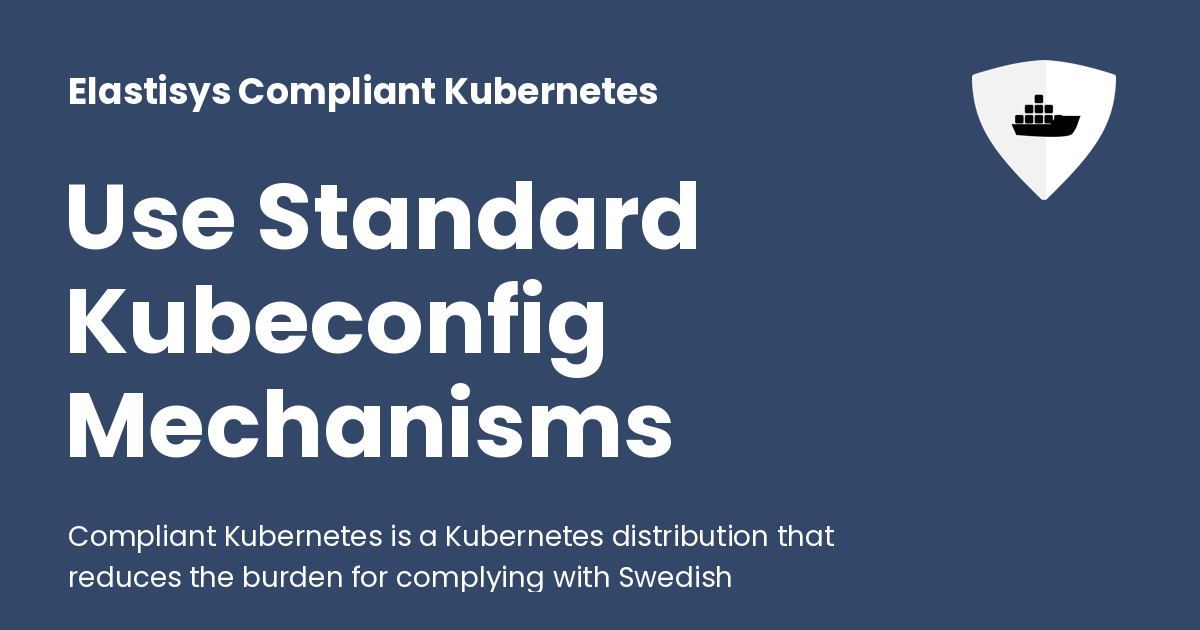 Elastisys Compliant Kubernetes
Use Standard
Kubeconfig
Mechanisms
Compliant Kubernetes is a Kubernetes distribution that
reduces the burden for complying with Swedish